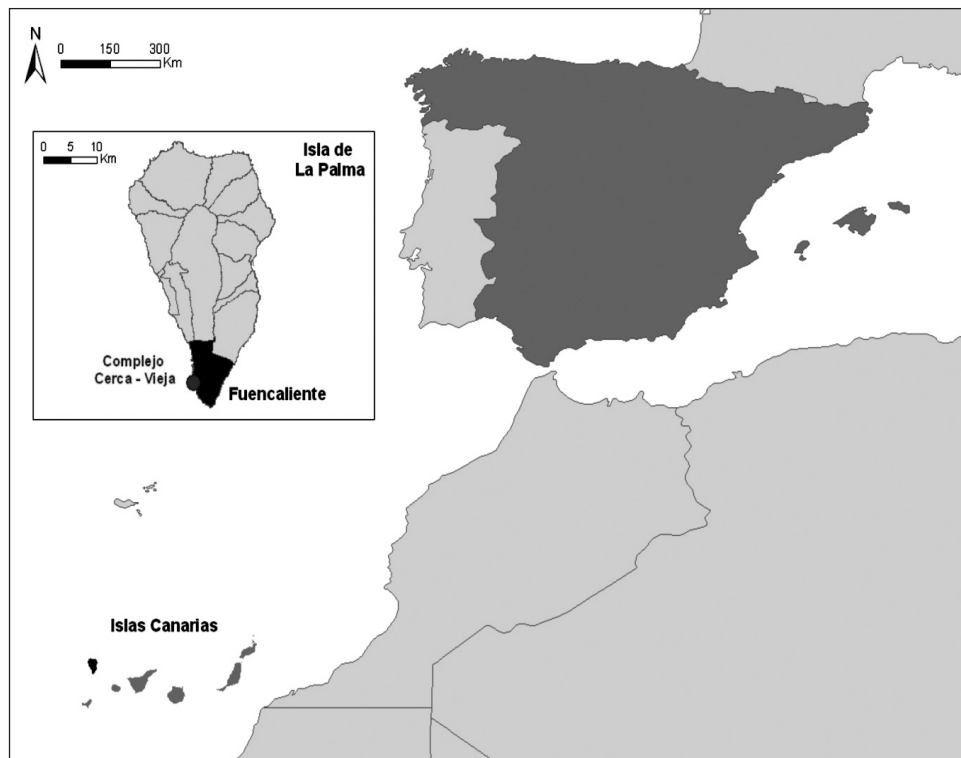 N
0 150 300
Km
0 5 10
Km
Isla de
La Palma
Complejo
Cerca - Vieja
Fuencaliente
Islas Canarias